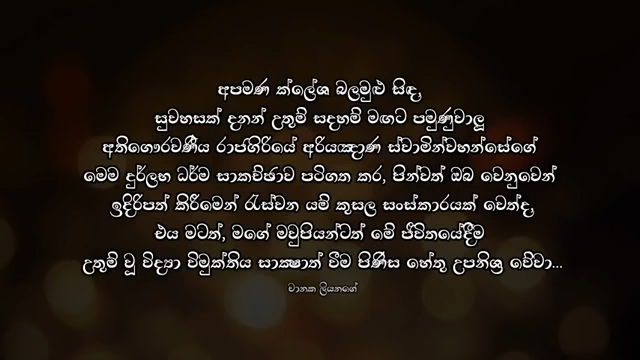 අපමණ ක්ලේශ බලමුළු සිඳ,
සුවහසක් දනන් උතුම් සදහම් මඟට පමුණුවාලූ
අතිගෞරවණීය රාජගිරියේ අරියඤාණ ස්වාමින්වහන්සේගේ
මෙම දුර්ලභ ධර්ම සාකච්ඡාව පටිගත කර, පින්වත් ඔබ වෙනුවෙන්
ඉදිරිපත් කිරීමෙන් රැස්වන යම් කුසල සංස්කාරයක් වෙත්ද,
එය මටත්, මගේ මවුපියන්ටත් මේ ජීවිතයේදීම
උතුම් වූ විද්‍යා විමුක්තිය සාක්‍ෂාත් වීම පිණිස හේතු උපනිශ්‍ර වේවා...
චානක ලියනගේ